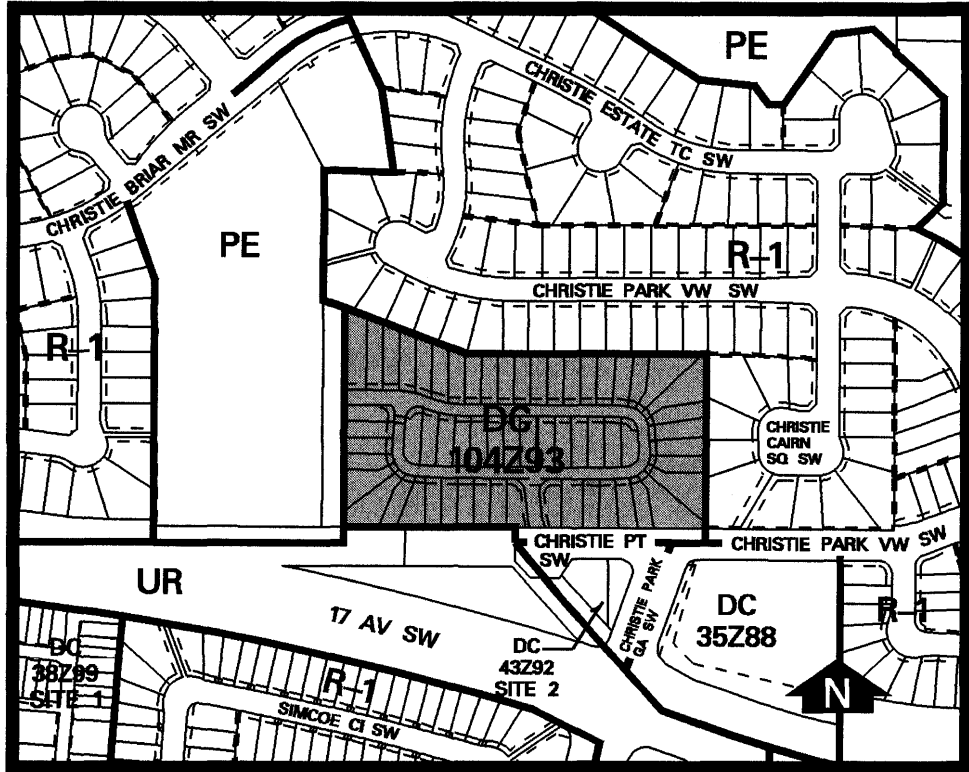 PE
CHRISTIE ESTATE TC SW
CHRISTIE BRIAR MR SW
PE
R-1
CHRISTIE PARK VW SW
R-1
DC
104Z93
CHRISTIE
CAIRN
SQ SW
CHRISTIE PT
SW
CHRISTIE PARK VW SW
UR
CHRISTIE PARK
GA SW
DC
35Z88
R-1
17 AV SW
DC
43Z92
SITE 2
DC
38Z99
SITE 1
R-1
SIMCOE CI SW
N